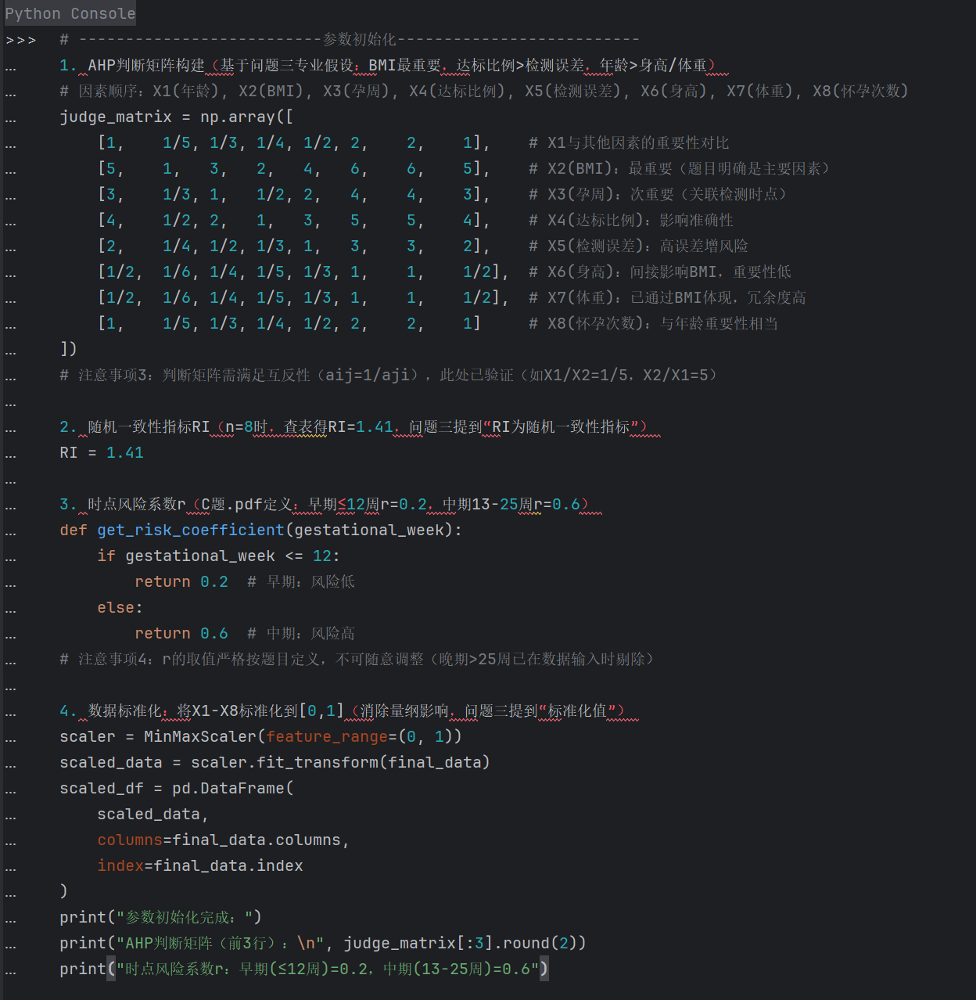 Python Console
>>> # --------------------------参数初始化--------------------------
... 1. AHP判断矩阵构建（基于问题三专业假设：BMI最重要，达标比例>检测误差，年龄>身高/体重）
... # 因素顺序：X1(年龄), X2(BMI), X3(孕周), X4(达标比例), X5(检测误差), X6(身高), X7(体重), X8(怀孕次数)
... judge_matrix = np.array([
...     [1,    1/5, 1/3, 1/4, 1/2, 2,    2,    1],    # X1与其他因素的重要性对比
...     [5,    1,   3,   2,   4,   6,    6,    5],    # X2(BMI)：最重要（题目明确是主要因素）
...     [3,    1/3, 1,   1/2, 2,   4,    4,    3],    # X3(孕周)：次重要（关联检测时点）
...     [4,    1/2, 2,   1,   3,   5,    5,    4],    # X4(达标比例)：影响准确性
...     [2,    1/4, 1/2, 1/3, 1,   3,    3,    2],    # X5(检测误差)：高误差增风险
...     [1/2,  1/6, 1/4, 1/5, 1/3, 1,    1,    1/2],  # X6(身高)：间接影响BMI，重要性低
...     [1/2,  1/6, 1/4, 1/5, 1/3, 1,    1,    1/2],  # X7(体重)：已通过BMI体现，冗余度高
...     [1,    1/5, 1/3, 1/4, 1/2, 2,    2,    1]     # X8(怀孕次数)：与年龄重要性相当
... ])
... # 注意事项3：判断矩阵需满足互反性（aij=1/aji），此处已验证（如X1/X2=1/5，X2/X1=5）
...
... 2. 随机一致性指标RI（n=8时，查表得RI=1.41，问题三提到“RI为随机一致性指标”）
... RI = 1.41
...
... 3. 时点风险系数r（C题.pdf定义：早期≤12周r=0.2，中期13-25周r=0.6）
... def get_risk_coefficient(gestational_week):
...     if gestational_week <= 12:
...         return 0.2  # 早期：风险低
...     else:
...         return 0.6  # 中期：风险高
... # 注意事项4：r的取值严格按题目定义，不可随意调整（晚期>25周已在数据输入时剔除）
...
... 4. 数据标准化：将X1-X8标准化到[0,1]（消除量纲影响，问题三提到“标准化值”）
... scaler = MinMaxScaler(feature_range=(0, 1))
... scaled_data = scaler.fit_transform(final_data)
... scaled_df = pd.DataFrame(
...     scaled_data,
...     columns=final_data.columns,
...     index=final_data.index
... )
... print("参数初始化完成：")
... print("AHP判断矩阵（前3行）：\n", judge_matrix[:3].round(2))
... print("时点风险系数r：早期(≤12周)=0.2，中期(13-25周)=0.6")